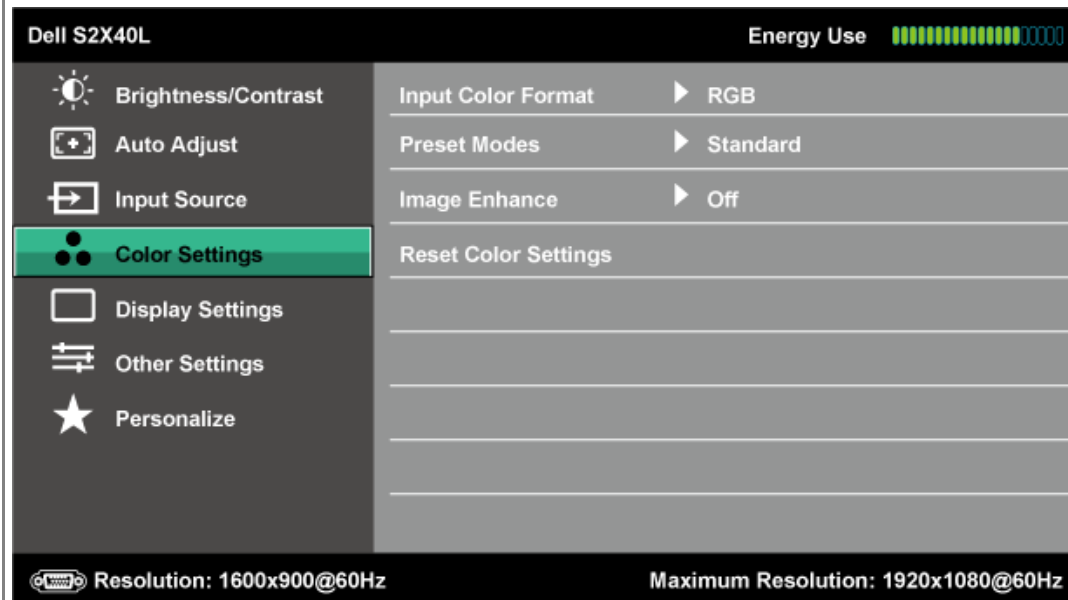 Dell S2X40L Energy Use
Brightness/Contrast Input Color Format RGB
Auto Adjust Preset Modes Standard
Input Source Image Enhance Off
Color Settings Reset Color Settings
Display Settings
Other Settings
Personalize
Resolution: 1600x900@60Hz Maximum Resolution: 1920x1080@60Hz